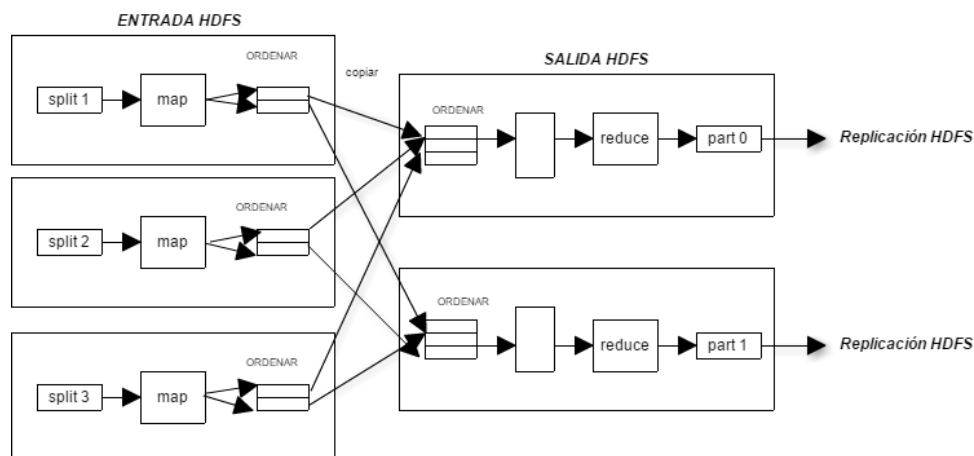 ENTRADA HDFS
ORDENAR
split 1
map
copiar
ORDENAR
split 2
map
ORDENAR
split 3
map
SALIDA HDFS
ORDENAR
reduce
part 0
Replicación HDFS
ORDENAR
reduce
part 1
Replicación HDFS